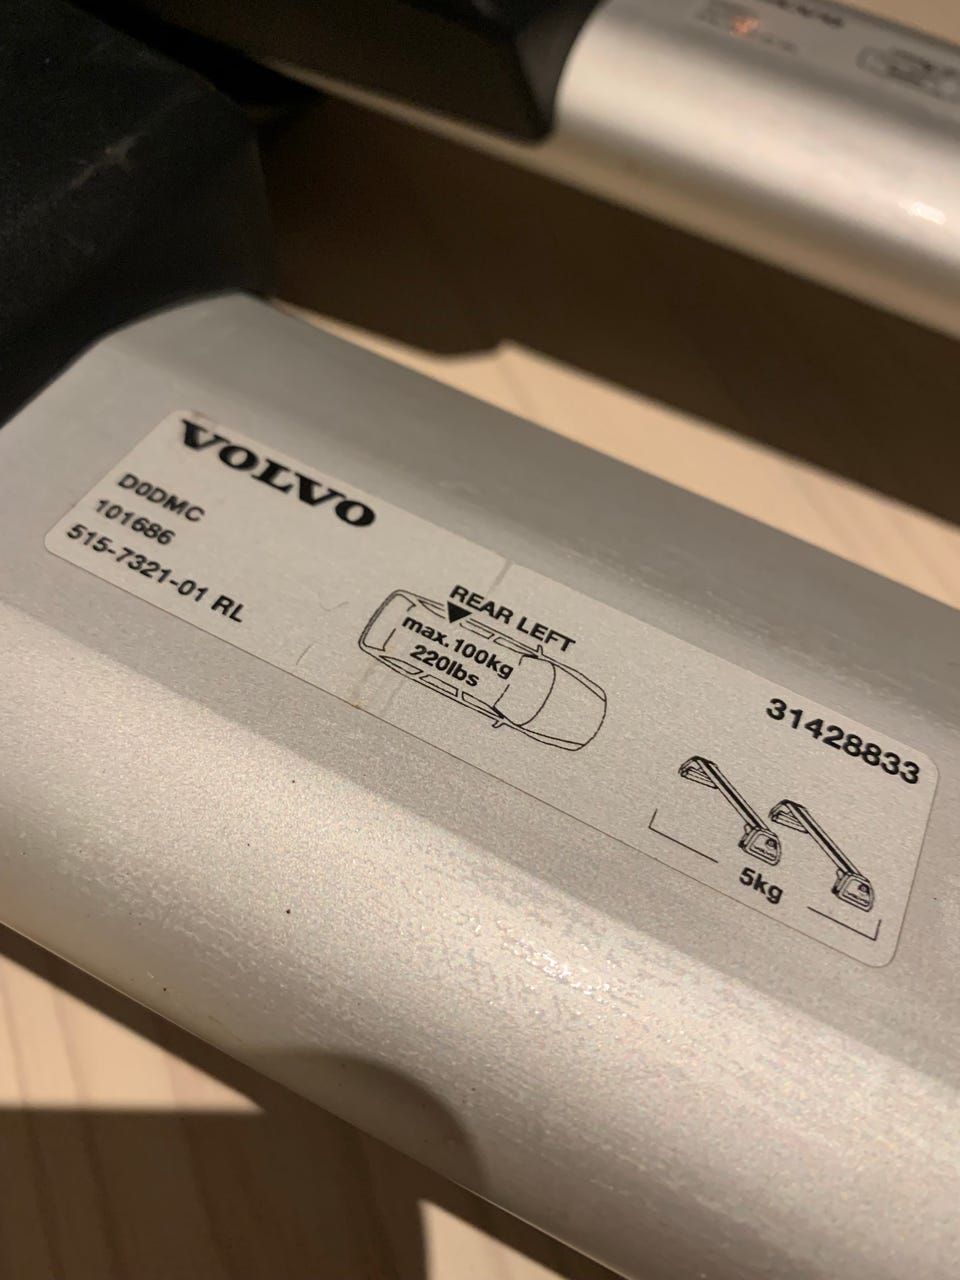 VOLVO
D0DMC
101686
515-7321-01 RL
REAR LEFT
max. 100kg
220lbs
31428833
5kg